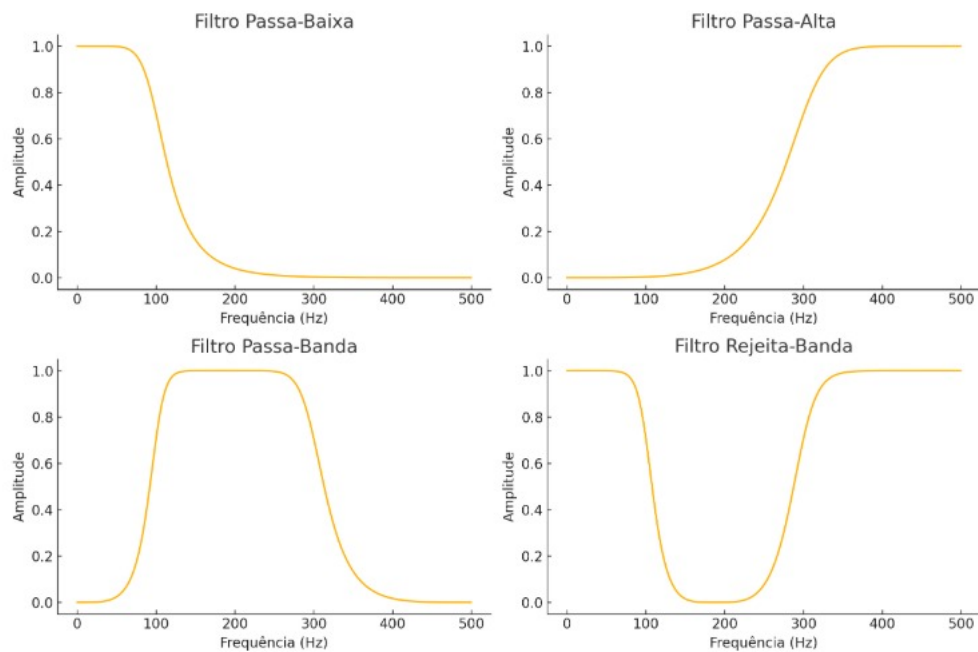 Filtro Passa-Baixa
1.0
0.8
0.6
0.4
0.2
0.0
Amplitude
0 100 200 300 400 500
Frequência (Hz)
Filtro Passa-Alta
1.0
0.8
0.6
0.4
0.2
0.0
Amplitude
0 100 200 300 400 500
Frequência (Hz)
Filtro Passa-Banda
1.0
0.8
0.6
0.4
0.2
0.0
Amplitude
0 100 200 300 400 500
Frequência (Hz)
Filtro Rejeita-Banda
1.0
0.8
0.6
0.4
0.2
0.0
Amplitude
0 100 200 300 400 500
Frequência (Hz)